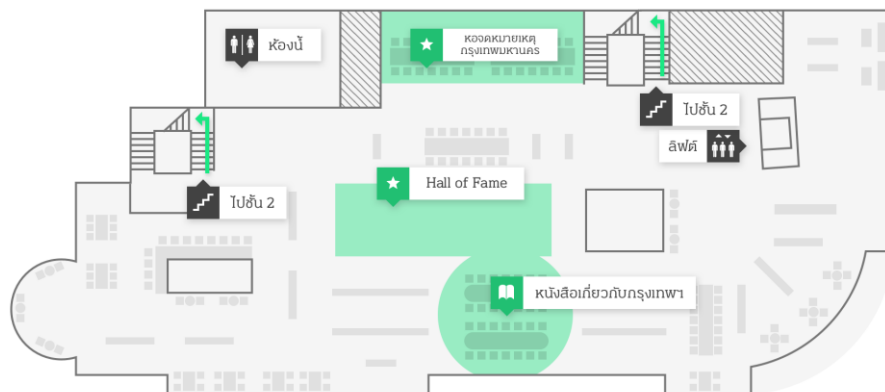 ห้องน้ำ
หอจดหมายเหตุ
กรุงเทพมหานคร
ไปชั้น 2
ลิฟต์
Hall of Fame
ไปชั้น 2
หนังสือเกี่ยวกับกรุงเทพฯ